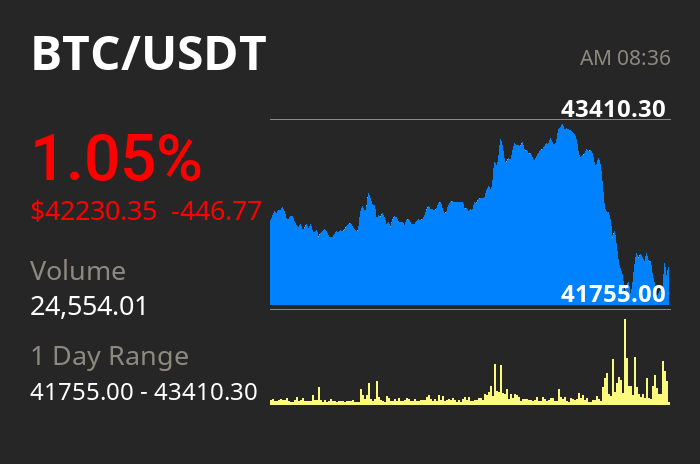 BTC/USDT
AM 08:36
1.05%
$42230.35 -446.77
43410.30
41755.00
Volume
24,554.01
1 Day Range
41755.00 - 43410.30